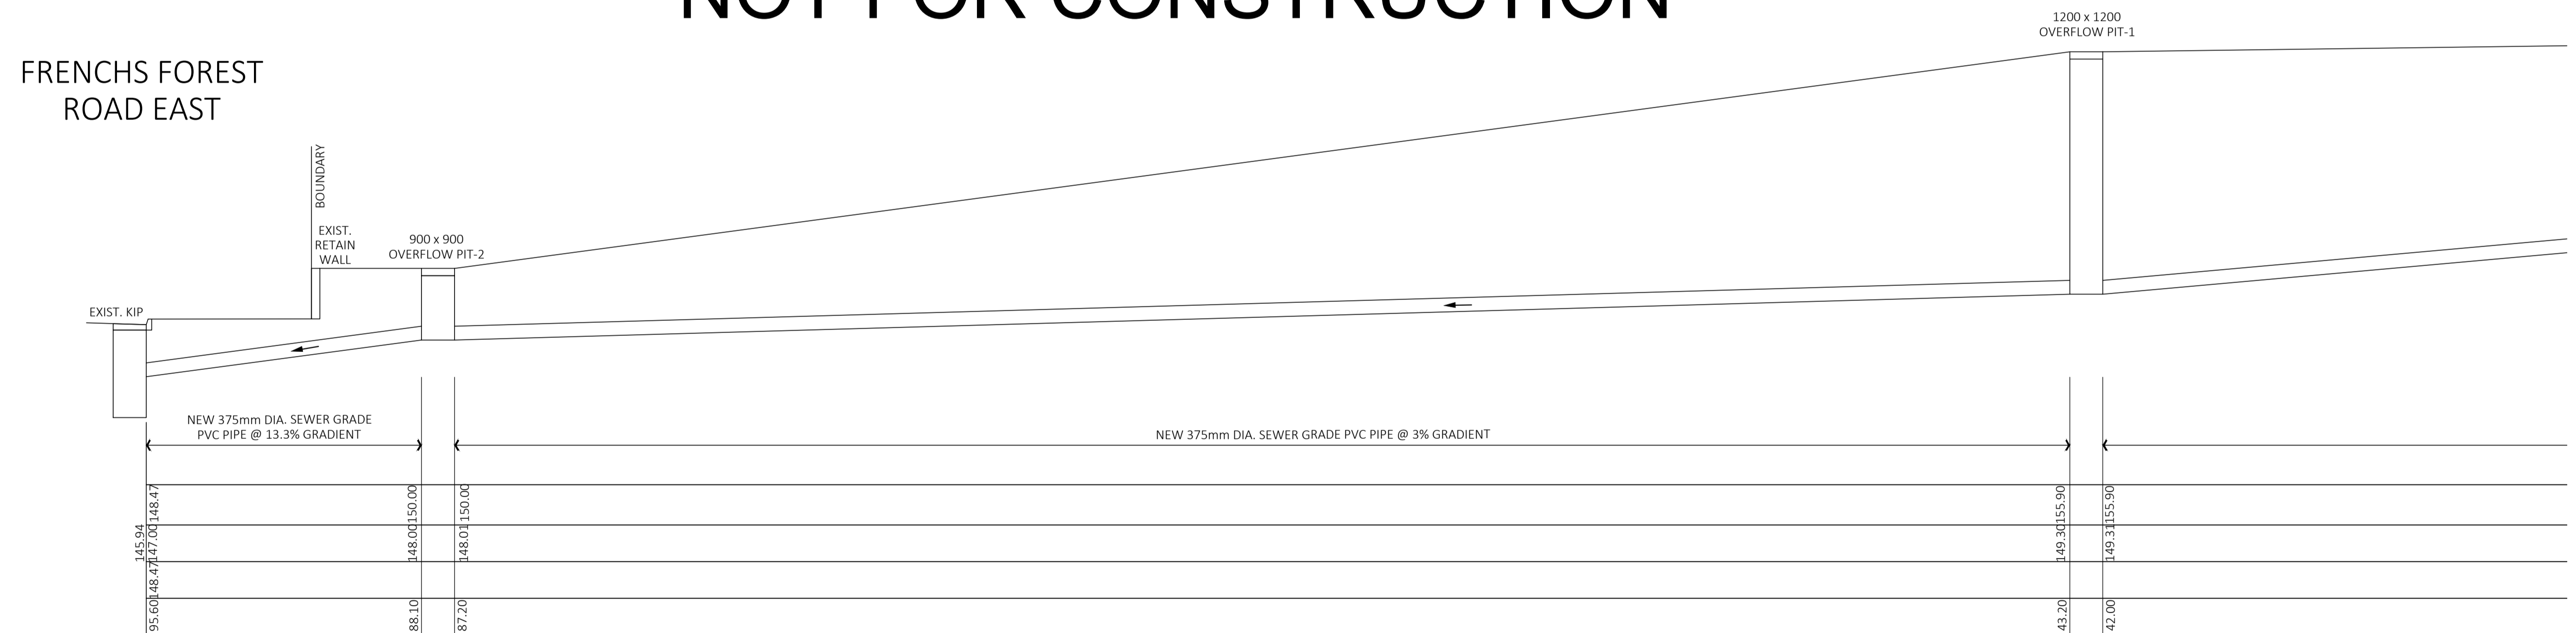 NOT FOR CONSTRUCTION
1200 x 1200
OVERFLOW PIT-1
FRENCHS FOREST
ROAD EAST
BOUNDARY
EXIST.
RETAIN
WALL
900 x 900
OVERFLOW PIT-2
EXIST. KIP
NEW 375mm DIA. SEWER GRADE
PVC PIPE @ 13.3% GRADIENT
NEW 375mm DIA. SEWER GRADE PVC PIPE @ 3% GRADIENT
148.47
150.00
150.00
155.90
155.90
145.94
147.00
148.00
148.01
149.30
149.31
148.47
95.60
88.10
87.20
43.20
42.00